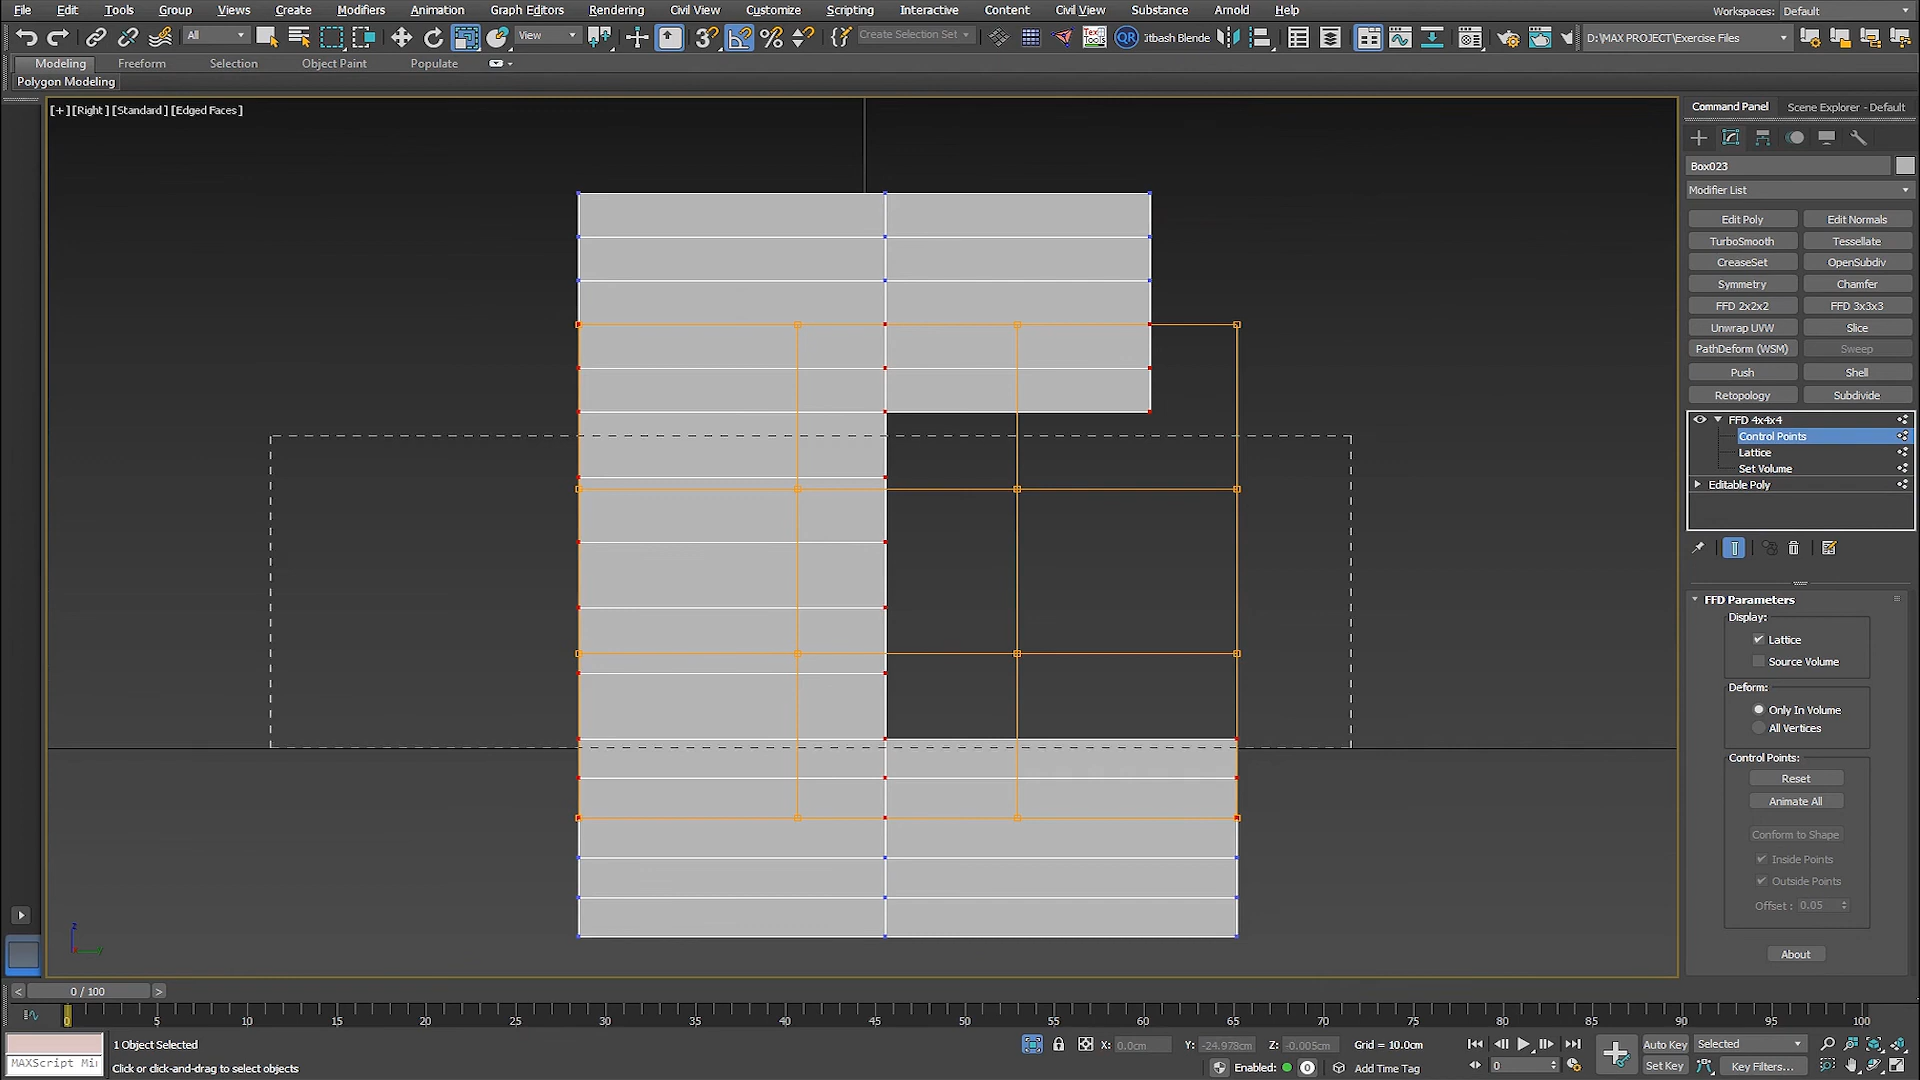 File Edit Tools Group Views Create Modifiers Animation Graph Editors Rendering Civil View Customize Scripting Interactive Content Civil View Substance Arnold Help Workspaces: Default
All View Create Selection Set QR Jtbash Blende D:\MAX PROJECT\Exercise Files
Modeling Freeform Selection Object Paint Populate
Polygon Modeling
[+] [Right] [Standard] [Edged Faces]
Command Panel Scene Explorer - Default
Box023
Modifier List
Edit Poly Edit Normals
TurboSmooth Tessellate
CreaseSet OpenSubdiv
Symmetry Chamfer
FFD 2x2x2 FFD 3x3x3
Unwrap UVW Slice
PathDeform (WSM) Sweep
Push Shell
Retopology Subdivide
FFD 4x4x4
Control Points
Lattice
Set Volume
Editable Poly
FFD Parameters
Display:
Lattice
Source Volume
Deform:
Only In Volume
All Vertices
Control Points:
Reset
Animate All
Conform to Shape
Inside Points
Outside Points
Offset : 0.05
About
z
y
< 0 / 100 >
0 5 10 15 20 25 30 35 40 45 50 55 60 65 70 75 80 85 90 95 100
1 Object Selected X: 0.0cm Y: -24.978cm Z: -0.005cm Grid = 10.0cm Auto Key Selected
MAXScript Mi Click or click-and-drag to select objects Enabled: 0 Add Time Tag 0 Set Key Key Filters...